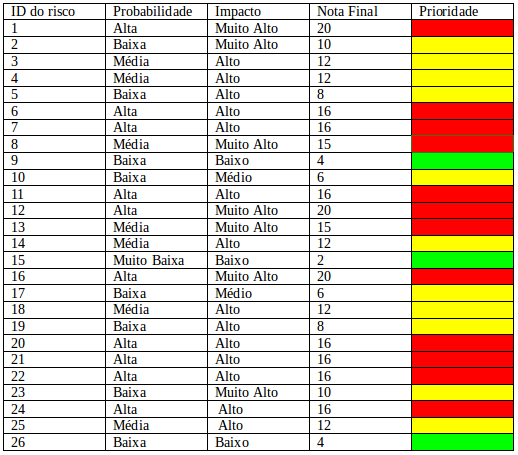 ID do risco Probabilidade Impacto Nota Final Prioridade
1 Alta Muito Alto 20
2 Baixa Muito Alto 10
3 Média Alto 12
4 Média Alto 12
5 Baixa Alto 8
6 Alta Alto 16
7 Alta Alto 16
8 Média Muito Alto 15
9 Baixa Baixo 4
10 Baixa Médio 6
11 Alta Alto 16
12 Alta Muito Alto 20
13 Média Muito Alto 15
14 Média Alto 12
15 Muito Baixa Baixo 2
16 Alta Muito Alto 20
17 Baixa Médio 6
18 Média Alto 12
19 Baixa Alto 8
20 Alta Alto 16
21 Alta Alto 16
22 Alta Alto 16
23 Baixa Muito Alto 10
24 Alta Alto 16
25 Média Alto 12
26 Baixa Baixo 4